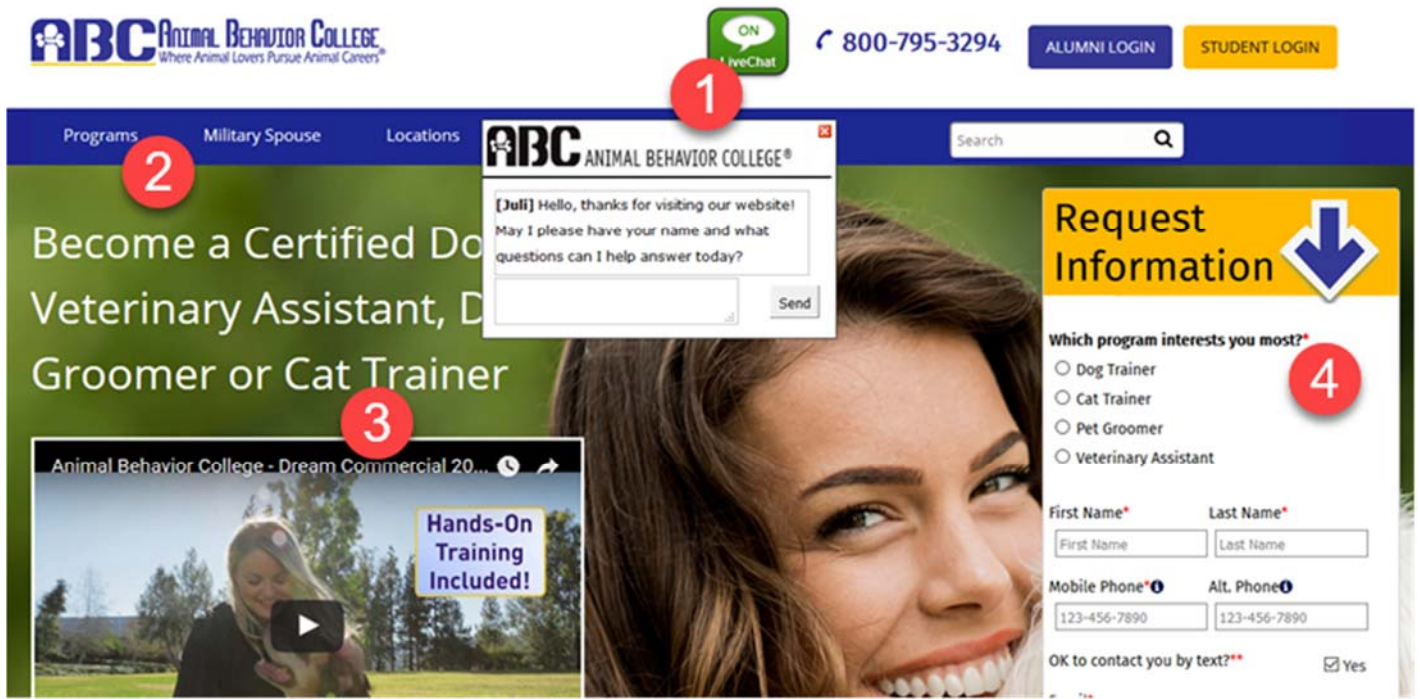 ABC ANIMAL BEHAVIOR COLLEGE
Where Animal Lovers Pursue Animal Careers®
ON
LiveChat
800-795-3294
ALUMNI LOGIN
STUDENT LOGIN
1
Programs
Military Spouse
Locations
Search
2
ABC ANIMAL BEHAVIOR COLLEGE®
[Juli] Hello, thanks for visiting our website!
May I please have your name and what
questions can I help answer today?
Send
Become a Certified Do
Veterinary Assistant, D
Groomer or Cat Trainer
3
Animal Behavior College - Dream Commercial 20...
Hands-On
Training
Included!
Request
Information
Which program interests you most?*
4
Dog Trainer
Cat Trainer
Pet Groomer
Veterinary Assistant
First Name* Last Name*
First Name Last Name
Mobile Phone* Alt. Phone
123-456-7890 123-456-7890
OK to contact you by text?** Yes